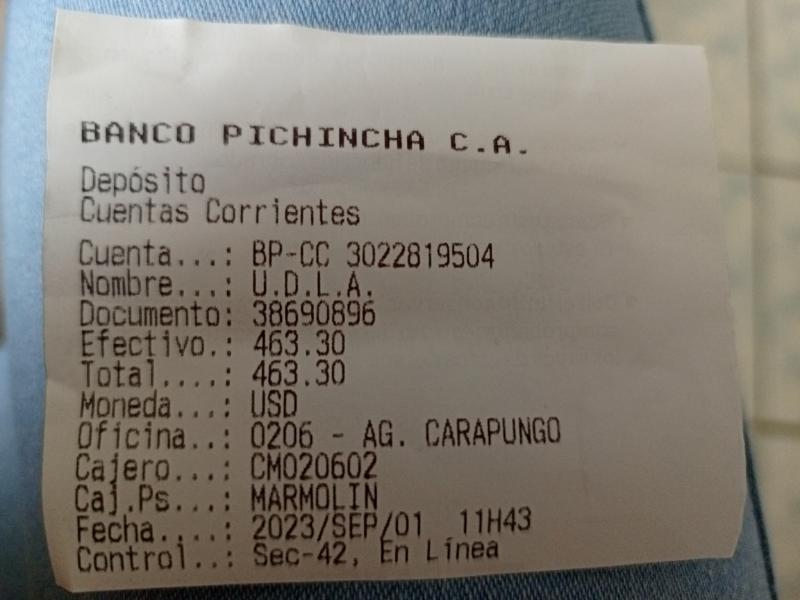 BANCO PICHINCHA C.A.
Depósito
Cuentas Corrientes
Cuenta...: BP-CC 3022819504
Nombre...: U.D.L.A.
Documento: 38690896
Efectivo.: 463.30
Total....: 463.30
Moneda...: USD
Oficina..: 0206 - AG. CARAPUNGO
Cajero...: CM020602
Caj.Ps...: MARMOLIN
Fecha....: 2023/SEP/01 11H43
Control..: Sec-42, En Línea